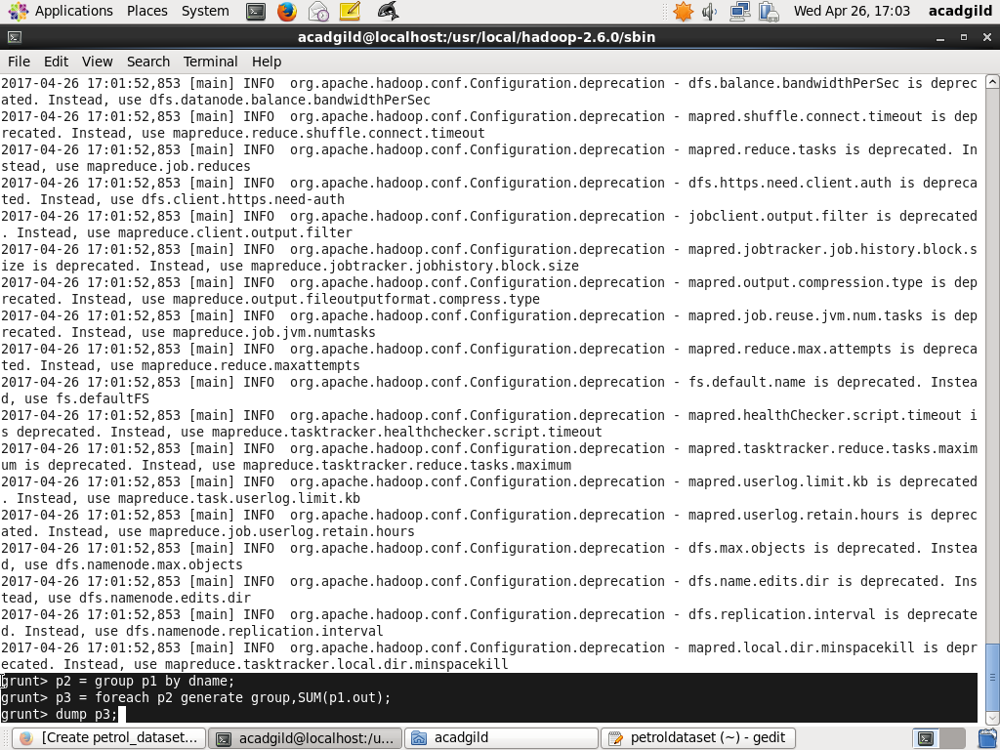 Applications Places System Wed Apr 26, 17:03 acadgild
acadgild@localhost:/usr/local/hadoop-2.6.0/sbin
File Edit View Search Terminal Help
2017-04-26 17:01:52,853 [main] INFO  org.apache.hadoop.conf.Configuration.deprecation - dfs.balance.bandwidthPerSec is deprec
ated. Instead, use dfs.datanode.balance.bandwidthPerSec
2017-04-26 17:01:52,853 [main] INFO  org.apache.hadoop.conf.Configuration.deprecation - mapred.shuffle.connect.timeout is dep
recated. Instead, use mapreduce.reduce.shuffle.connect.timeout
2017-04-26 17:01:52,853 [main] INFO  org.apache.hadoop.conf.Configuration.deprecation - mapred.reduce.tasks is deprecated. In
stead, use mapreduce.job.reduces
2017-04-26 17:01:52,853 [main] INFO  org.apache.hadoop.conf.Configuration.deprecation - dfs.https.need.client.auth is depreca
ted. Instead, use dfs.client.https.need-auth
2017-04-26 17:01:52,853 [main] INFO  org.apache.hadoop.conf.Configuration.deprecation - jobclient.output.filter is deprecated
. Instead, use mapreduce.client.output.filter
2017-04-26 17:01:52,853 [main] INFO  org.apache.hadoop.conf.Configuration.deprecation - mapred.jobtracker.job.history.block.s
ize is deprecated. Instead, use mapreduce.jobtracker.jobhistory.block.size
2017-04-26 17:01:52,853 [main] INFO  org.apache.hadoop.conf.Configuration.deprecation - mapred.output.compression.type is dep
recated. Instead, use mapreduce.output.fileoutputformat.compress.type
2017-04-26 17:01:52,853 [main] INFO  org.apache.hadoop.conf.Configuration.deprecation - mapred.job.reuse.jvm.num.tasks is dep
recated. Instead, use mapreduce.job.jvm.numtasks
2017-04-26 17:01:52,853 [main] INFO  org.apache.hadoop.conf.Configuration.deprecation - mapred.reduce.max.attempts is depreca
ted. Instead, use mapreduce.reduce.maxattempts
2017-04-26 17:01:52,853 [main] INFO  org.apache.hadoop.conf.Configuration.deprecation - fs.default.name is deprecated. Instea
d, use fs.defaultFS
2017-04-26 17:01:52,853 [main] INFO  org.apache.hadoop.conf.Configuration.deprecation - mapred.healthChecker.script.timeout i
s deprecated. Instead, use mapreduce.tasktracker.healthchecker.script.timeout
2017-04-26 17:01:52,853 [main] INFO  org.apache.hadoop.conf.Configuration.deprecation - mapred.tasktracker.reduce.tasks.maxim
um is deprecated. Instead, use mapreduce.tasktracker.reduce.tasks.maximum
2017-04-26 17:01:52,853 [main] INFO  org.apache.hadoop.conf.Configuration.deprecation - mapred.userlog.limit.kb is deprecated
. Instead, use mapreduce.task.userlog.limit.kb
2017-04-26 17:01:52,853 [main] INFO  org.apache.hadoop.conf.Configuration.deprecation - mapred.userlog.retain.hours is deprec
ated. Instead, use mapreduce.job.userlog.retain.hours
2017-04-26 17:01:52,853 [main] INFO  org.apache.hadoop.conf.Configuration.deprecation - dfs.max.objects is deprecated. Instea
d, use dfs.namenode.max.objects
2017-04-26 17:01:52,853 [main] INFO  org.apache.hadoop.conf.Configuration.deprecation - dfs.name.edits.dir is deprecated. Ins
tead, use dfs.namenode.edits.dir
2017-04-26 17:01:52,853 [main] INFO  org.apache.hadoop.conf.Configuration.deprecation - dfs.replication.interval is deprecate
d. Instead, use dfs.namenode.replication.interval
2017-04-26 17:01:52,853 [main] INFO  org.apache.hadoop.conf.Configuration.deprecation - mapred.local.dir.minspacekill is depr
ecated. Instead, use mapreduce.tasktracker.local.dir.minspacekill
grunt> p2 = group p1 by dname;
grunt> p3 = foreach p2 generate group,SUM(p1.out);
grunt> dump p3;
[Create petrol_dataset... acadgild@localhost:/u... acadgild petroldataset (~) - gedit